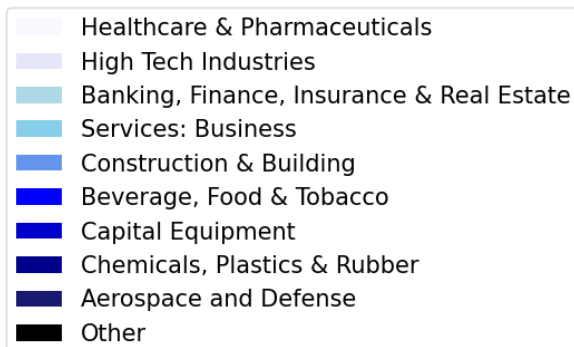 Healthcare & Pharmaceuticals
High Tech Industries
Banking, Finance, Insurance & Real Estate
Services: Business
Construction & Building
Beverage, Food & Tobacco
Capital Equipment
Chemicals, Plastics & Rubber
Aerospace and Defense
Other